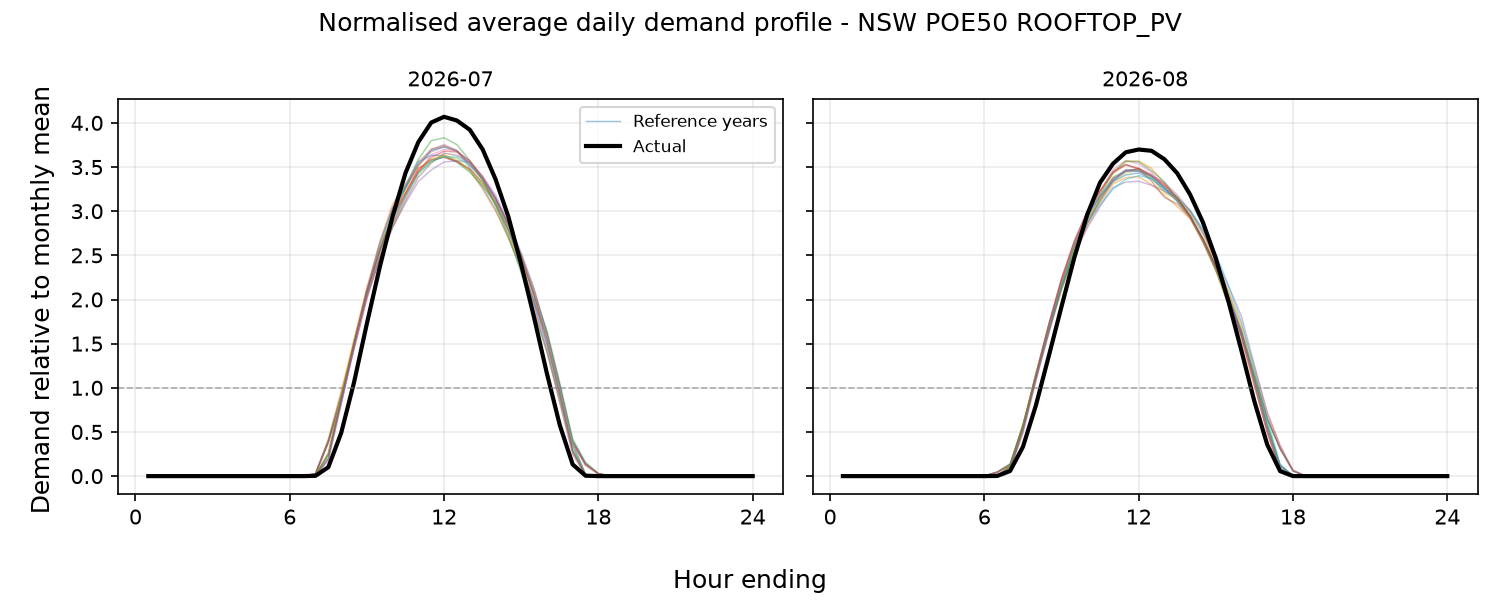 Normalised average daily demand profile - NSW POE50 ROOFTOP_PV
2026-07
2026-08
Demand relative to monthly mean
4.0
3.5
3.0
2.5
2.0
1.5
1.0
0.5
0.0
Reference years
Actual
0 6 12 18 24
0 6 12 18 24
Hour ending